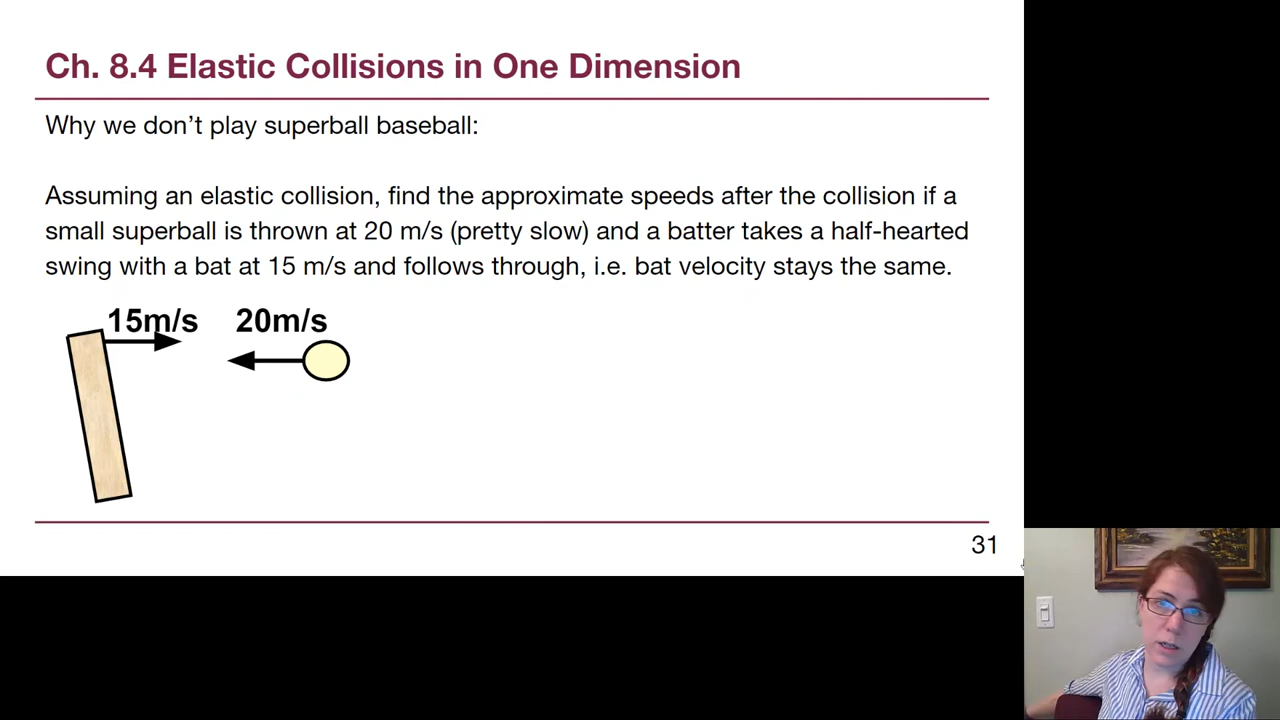 Ch. 8.4 Elastic Collisions in One Dimension
Why we don't play superball baseball:
Assuming an elastic collision, find the approximate speeds after the collision if a
small superball is thrown at 20 m/s (pretty slow) and a batter takes a half-hearted
swing with a bat at 15 m/s and follows through, i.e. bat velocity stays the same.
15m/s 20m/s
31